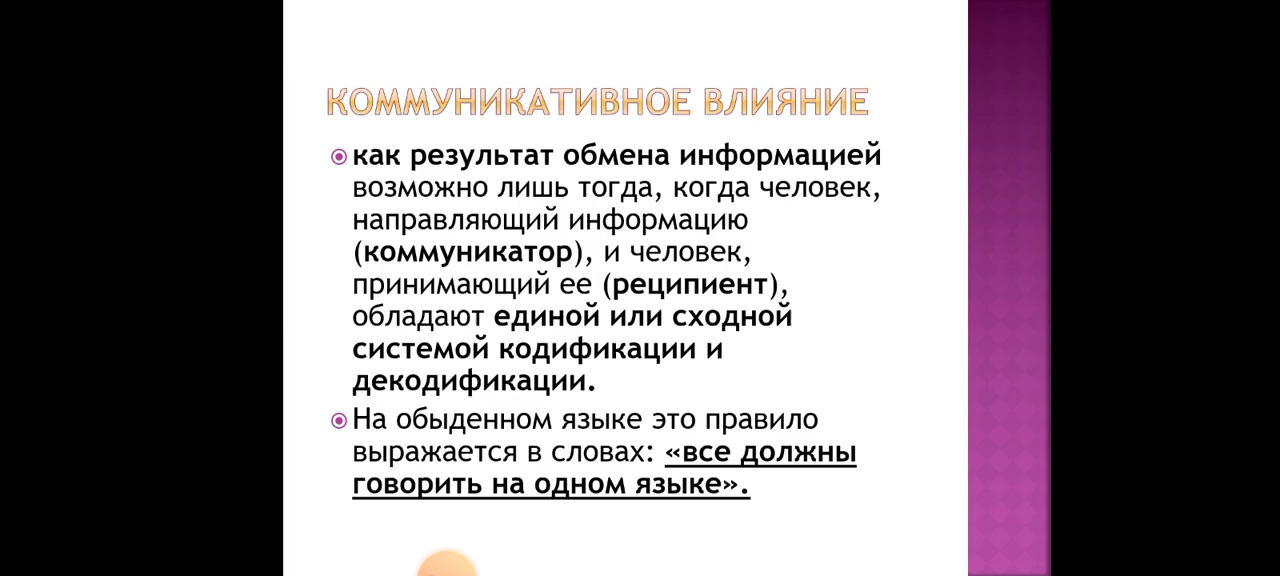 КОММУНИКАТИВНОЕ ВЛИЯНИЕ
как результат обмена информацией
возможно лишь тогда, когда человек,
направляющий информацию
(коммуникатор), и человек,
принимающий ее (реципиент),
обладают единой или сходной
системой кодификации и
декодификации.
На обыденном языке это правило
выражается в словах: «все должны
говорить на одном языке».